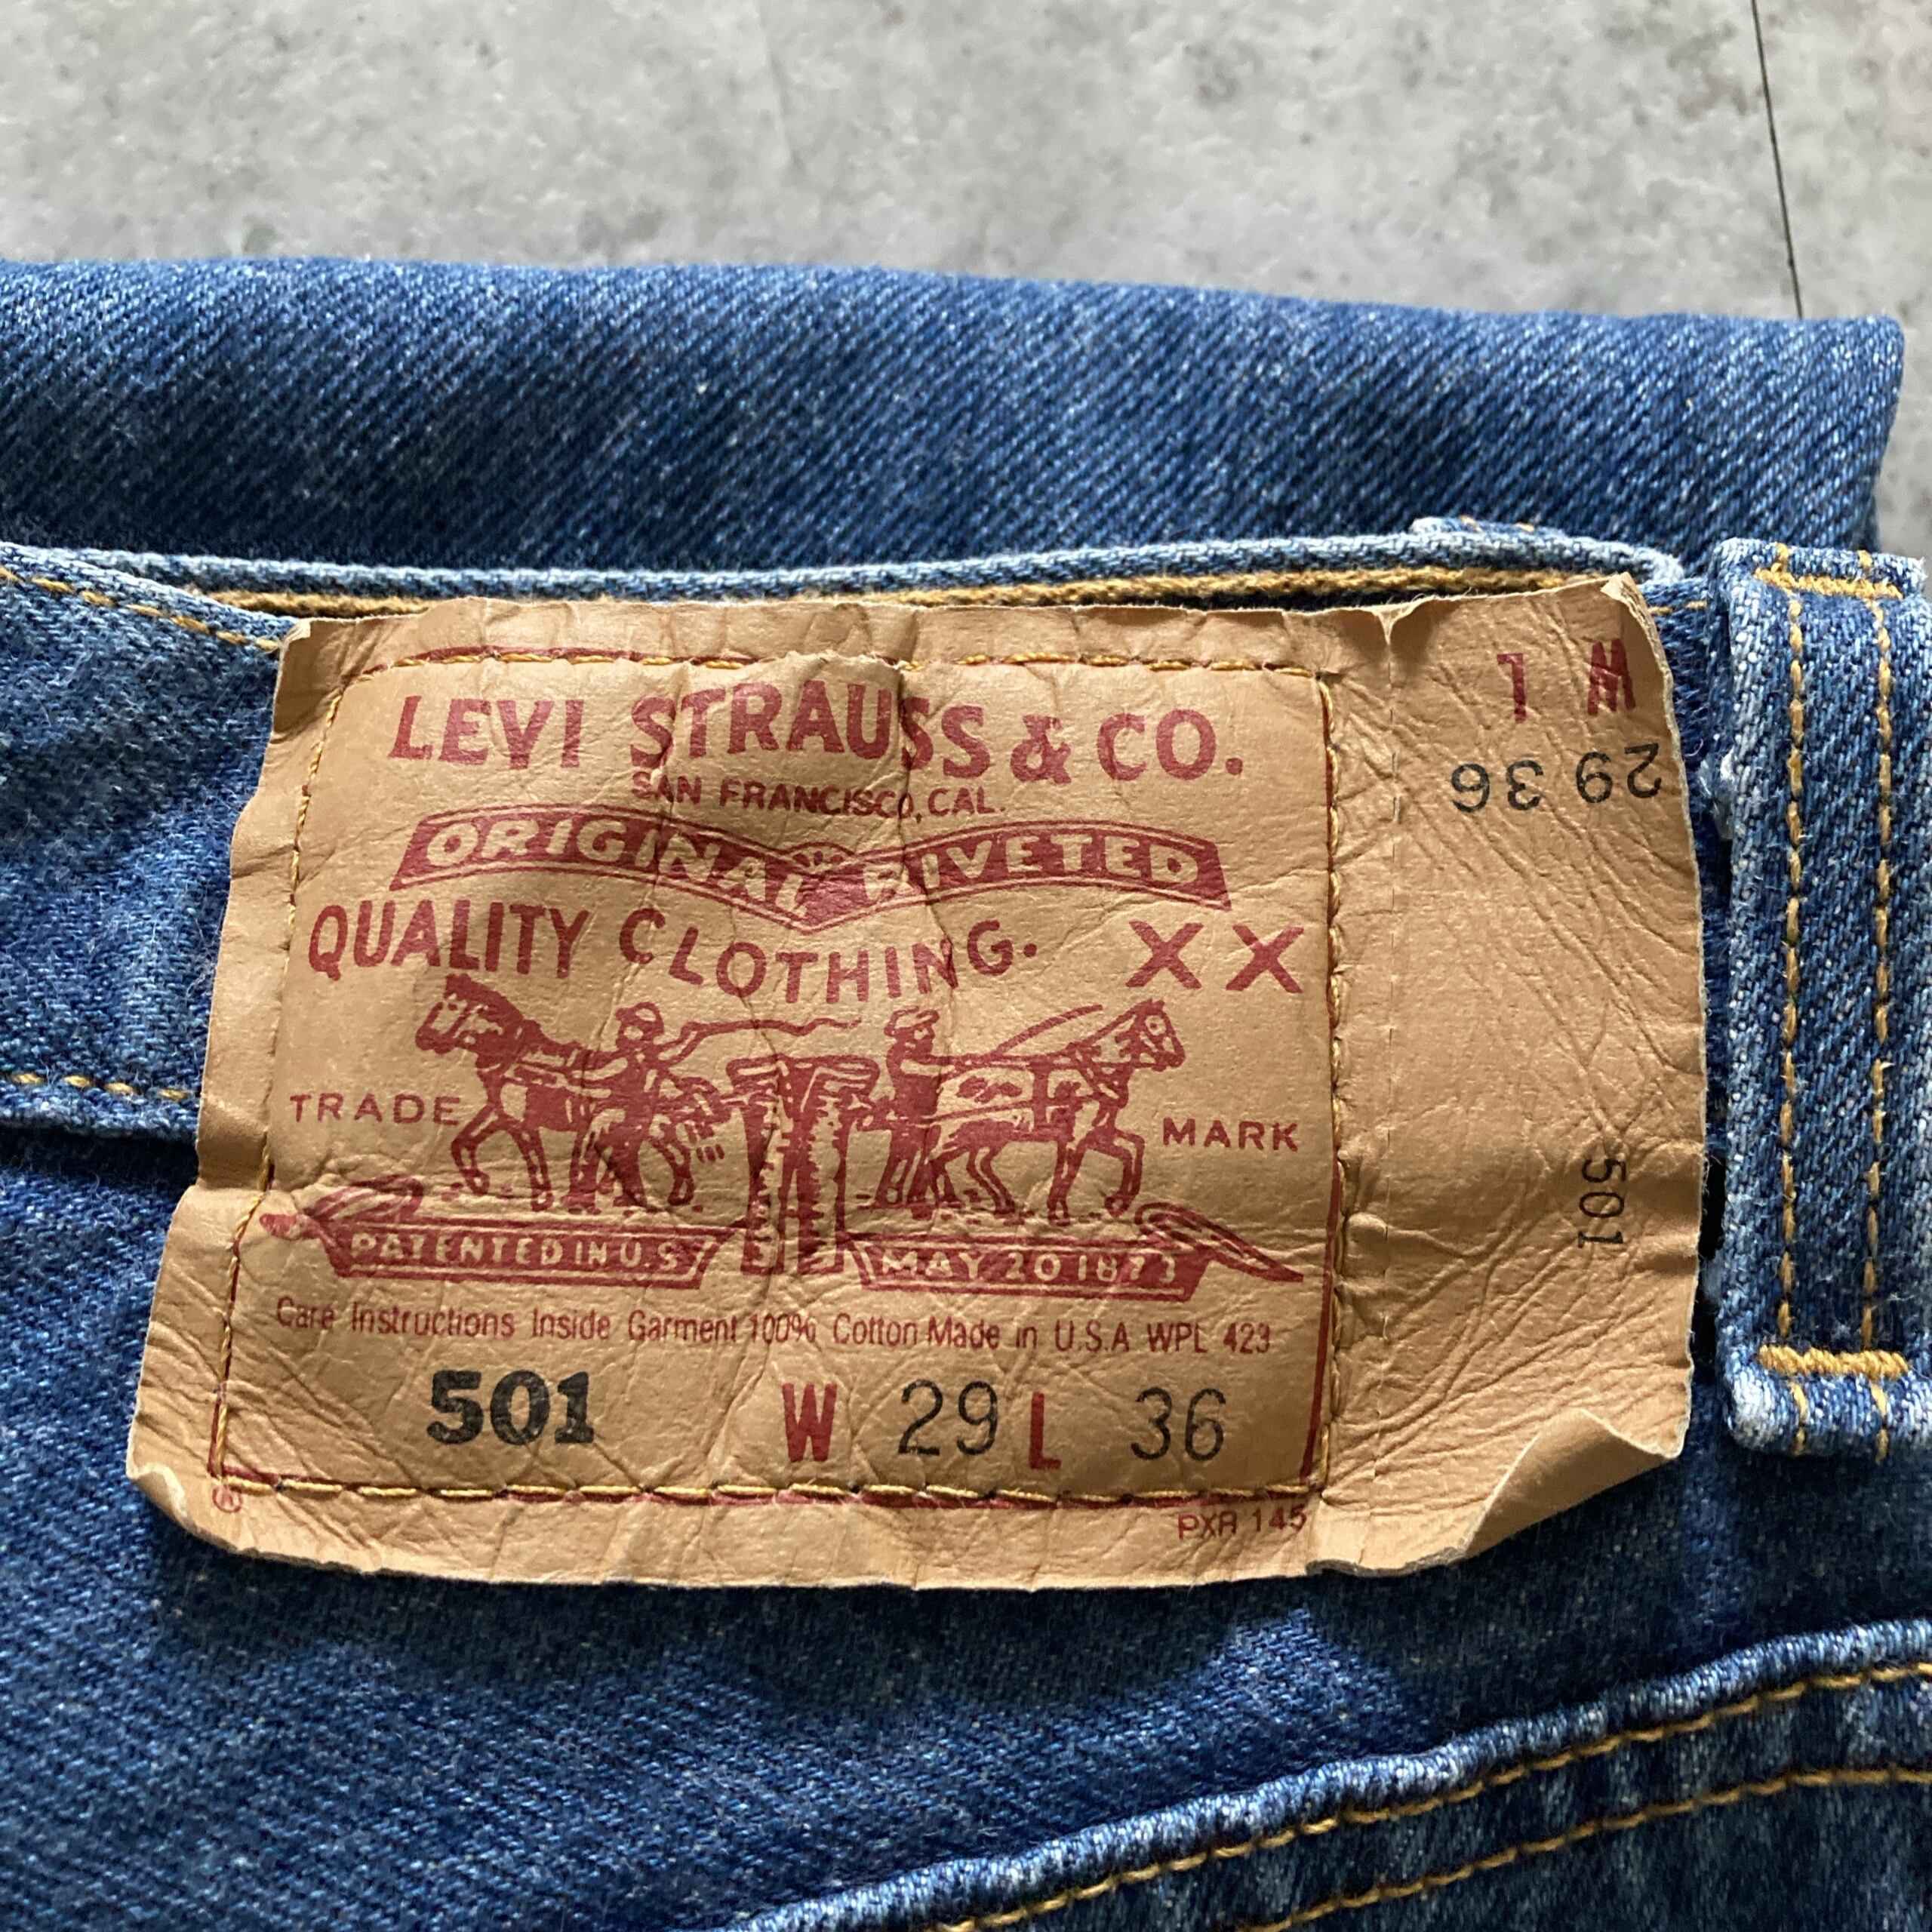 LEVI STRAUSS & CO.
SAN FRANCISCO, CAL.
ORIGINAL RIVETED
QUALITY CLOTHING. XX
TRADE MARK
PATENTED IN U.S
MAY 20 1873
Care Instructions Inside Garment 100% Cotton Made in U.S.A WPL 423
501 W 29 L 36
®
PXR 145
W L
29 36
501